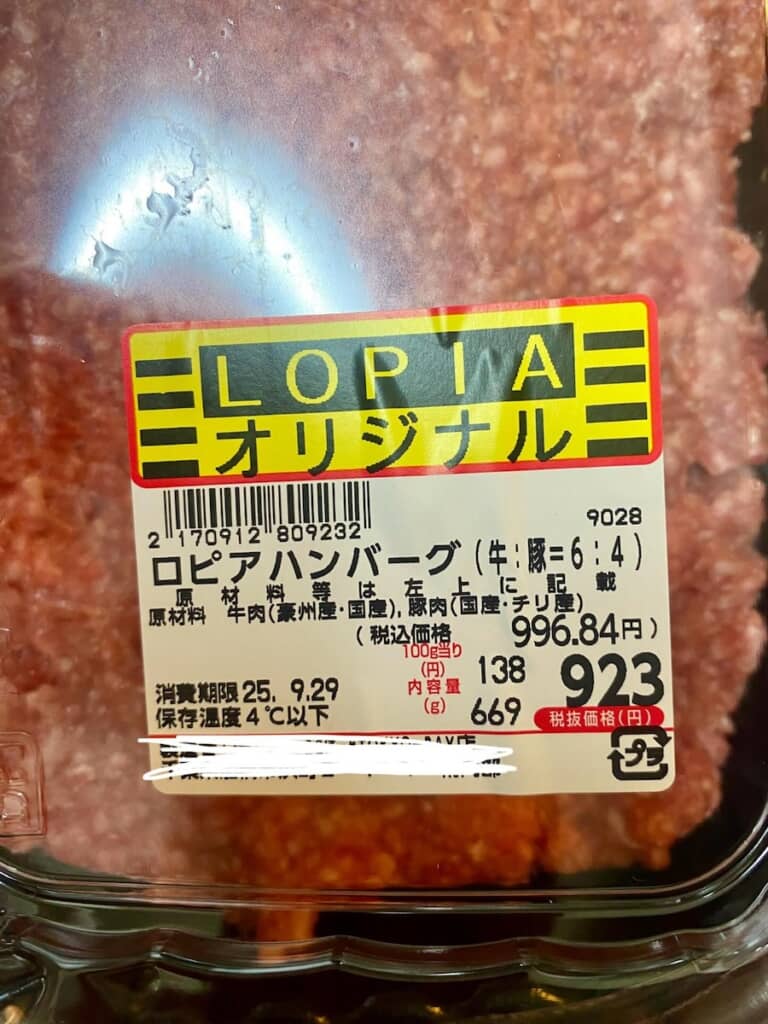 LOPIA
オリジナル
2 170912 809232
9028
ロピアハンバーグ(牛:豚=6:4)
原材料等は左上に記載
原材料 牛肉(豪州産・国産),豚肉(国産・チリ産)
(税込価格 996.84円)
100g当り(円) 138
923
消費期限25. 9.29
内容量(g) 669
税抜価格(円)
保存温度4℃以下
プラ